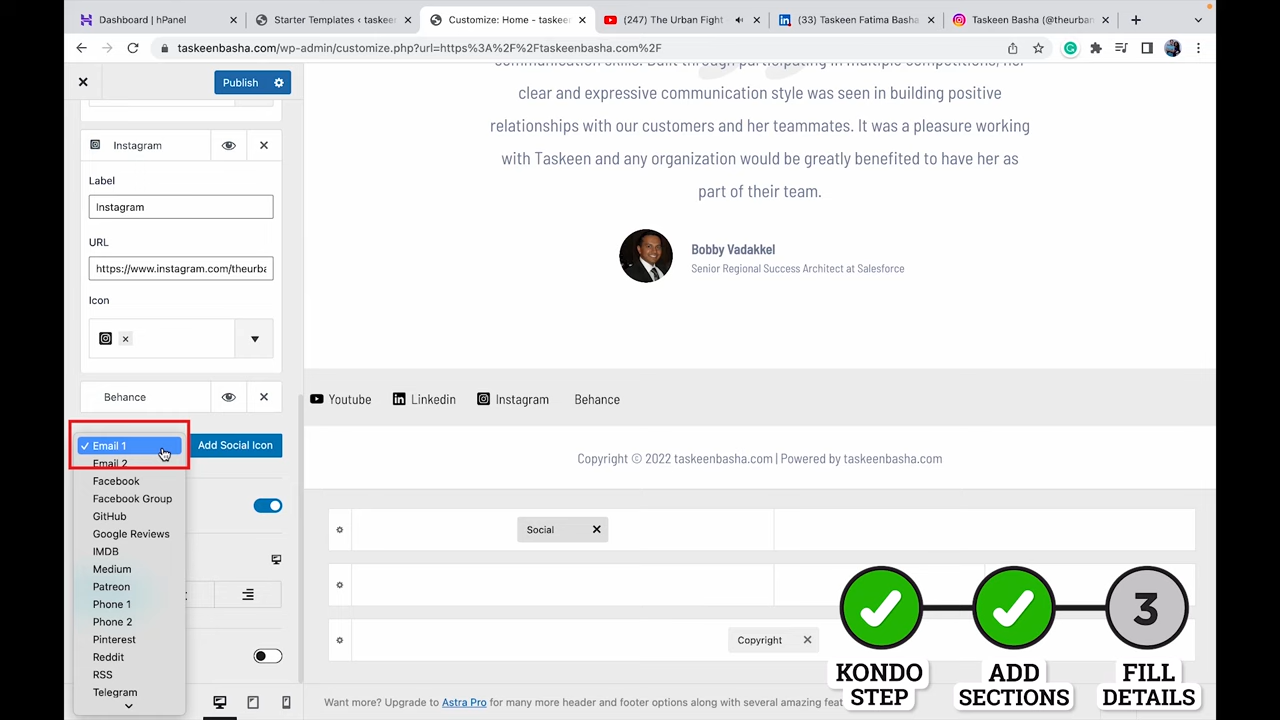 Dashboard | hPanel
Starter Templates ‹ taskeen
Customize: Home - taskeen
(247) The Urban Fight
(33) Taskeen Fatima Basha
Taskeen Basha (@theurban
taskeenbasha.com/wp-admin/customize.php?url=https%3A%2F%2Ftaskeenbasha.com%2F
Publish
Instagram
Label
Instagram
URL
https://www.instagram.com/theurba
Icon
Behance
Email 1
Add Social Icon
Email 2
Facebook
Facebook Group
GitHub
Google Reviews
IMDB
Medium
Patreon
Phone 1
Phone 2
Pinterest
Reddit
RSS
Telegram
communication skills. Built through participating in multiple competitions, her
clear and expressive communication style was seen in building positive
relationships with our customers and her teammates. It was a pleasure working
with Taskeen and any organization would be greatly benefited to have her as
part of their team.
Bobby Vadakkel
Senior Regional Success Architect at Salesforce
Youtube Linkedin Instagram Behance
Copyright © 2022 taskeenbasha.com | Powered by taskeenbasha.com
Social
Copyright
Want more? Upgrade to Astra Pro for many more header and footer options along with several amazing
3
KONDO
STEP
ADD
SECTIONS
FILL
DETAILS